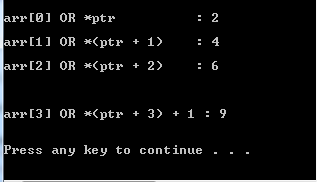 arr[0] OR *ptr : 2
arr[1] OR *(ptr + 1) : 4
arr[2] OR *(ptr + 2) : 6
arr[3] OR *(ptr + 3) + 1 : 9
Press any key to continue . . .